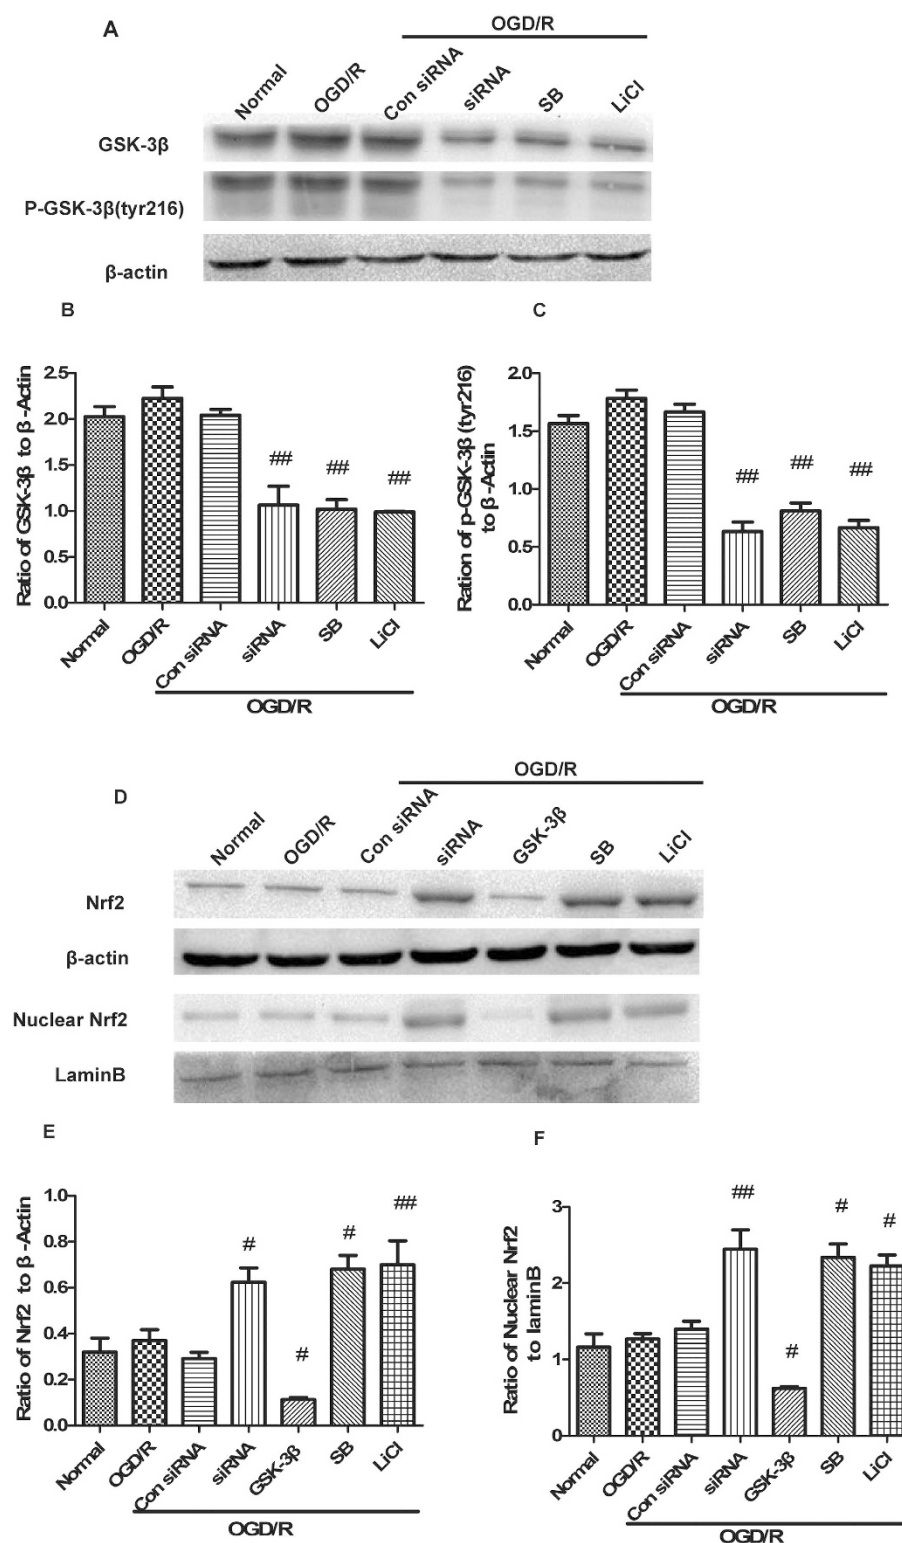 A
OGD/R
Normal
OGD/R
Con siRNA
siRNA
SB
LiCl
GSK-3β
P-GSK-3β(tyr216)
β-actin
B
Ratio of GSK-3β to β-Actin
2.5
2.0
1.5
1.0
0.5
0.0
##
##
##
Normal
OGD/R
Con siRNA
siRNA
SB
LiCl
OGD/R
C
Ration of p-GSK-3β (tyr216)
to β-Actin
2.0
1.5
1.0
0.5
0.0
##
##
##
Normal
OGD/R
Con siRNA
siRNA
SB
LiCl
OGD/R
D
OGD/R
Normal
OGD/R
Con siRNA
siRNA
GSK-3β
SB
LiCl
Nrf2
β-actin
Nuclear Nrf2
LaminB
E
Ratio of Nrf2 to β-Actin
1.0
0.8
0.6
0.4
0.2
0.0
#
#
#
##
Normal
OGD/R
Con siRNA
siRNA
GSK-3β
SB
LiCl
OGD/R
F
Ratio of Nuclear Nrf2
to laminB
3
2
1
0
##
#
#
#
Normal
OGD/R
Con siRNA
siRNA
GSK-3β
SB
LiCl
OGD/R